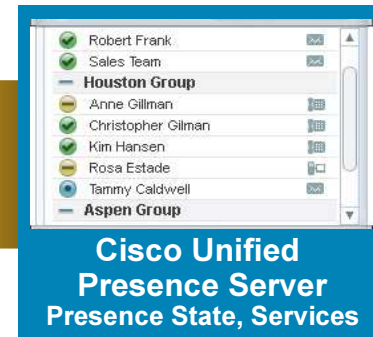 Robert Frank
Sales Team
Houston Group
Anne Gillman
Christopher Gilman
Kim Hansen
Rosa Estade
Tammy Caldwell
Aspen Group
Cisco Unified
Presence Server
Presence State, Services